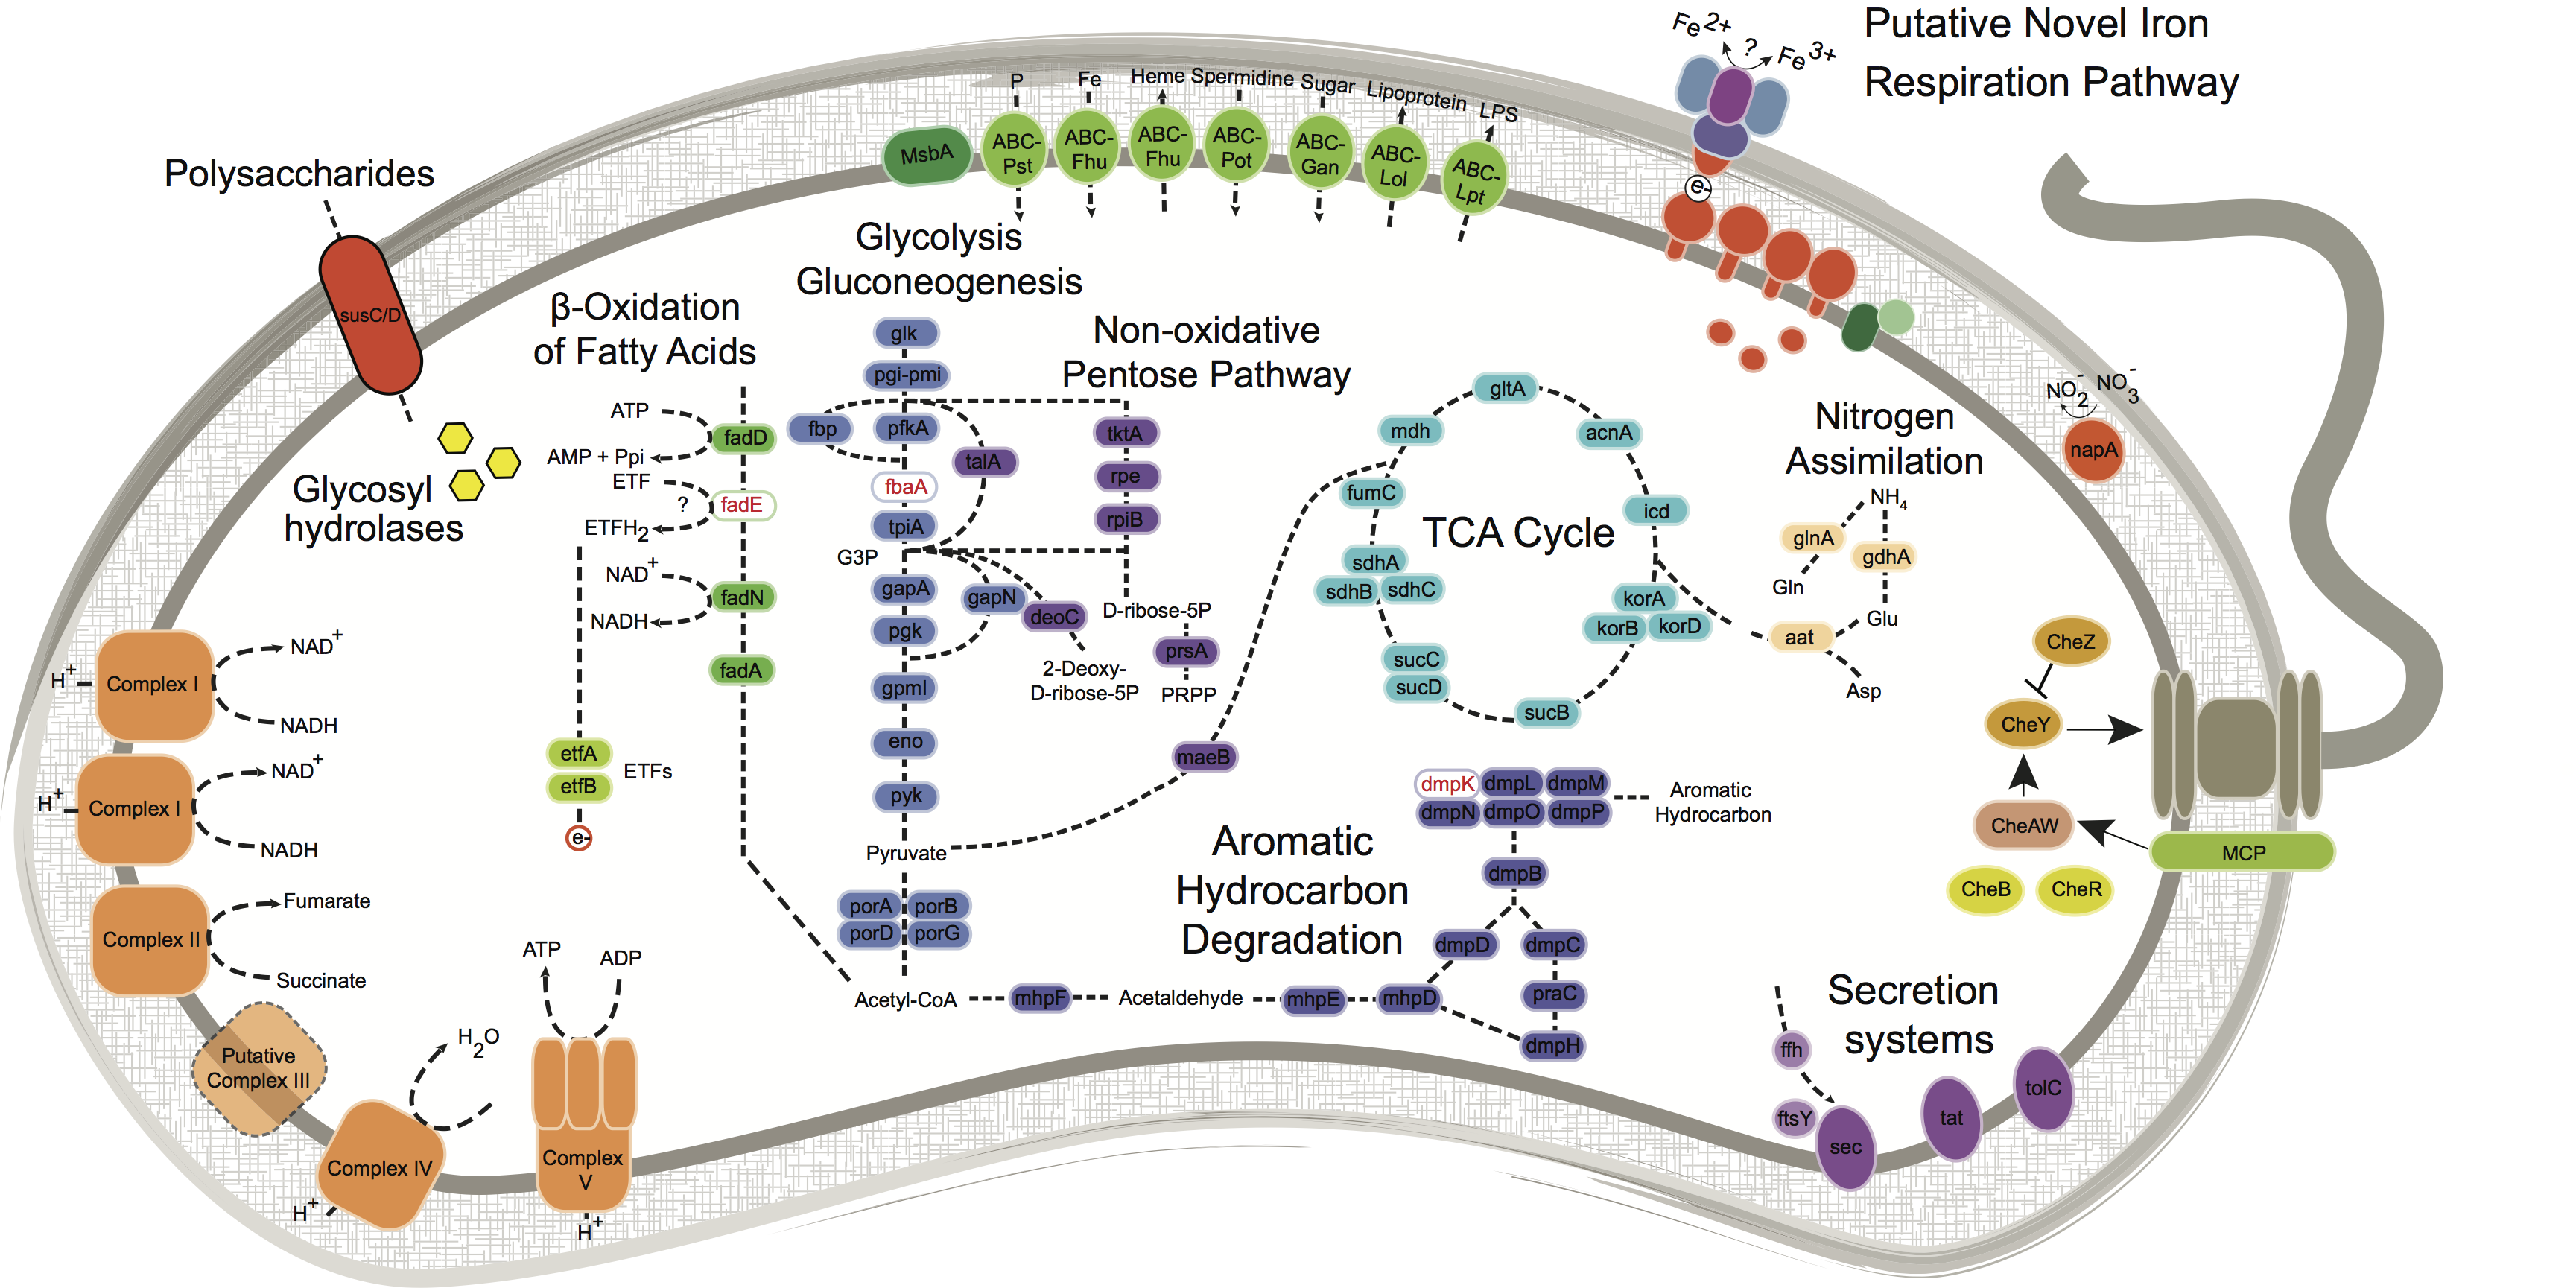 Putative Novel Iron
Respiration Pathway
Fe2+
?
Fe3+
e-
P
Fe
Heme
Spermidine
Sugar
Lipoprotein
LPS
MsbA
ABC-
Pst
ABC-
Fhu
ABC-
Fhu
ABC-
Pot
ABC-
Gan
ABC-
Lol
ABC-
Lpt
Polysaccharides
susC/D
Glycosyl
hydrolases
β-Oxidation
of Fatty Acids
ATP
AMP + Ppi
ETF
?
ETFH2
NAD+
NADH
fadD
fadE
fadN
fadA
etfA
etfB
ETFs
e-
Glycolysis
Gluconeogenesis
glk
pgi-pmi
fbp
pfkA
talA
fbaA
tpiA
G3P
gapA
gapN
pgk
deoC
gpmI
eno
pyk
Pyruvate
porA
porB
porD
porG
Acetyl-CoA
Non-oxidative
Pentose Pathway
tktA
rpe
rpiB
D-ribose-5P
prsA
PRPP
2-Deoxy-
D-ribose-5P
maeB
TCA Cycle
gltA
mdh
acnA
fumC
icd
sdhA
sdhB
sdhC
korA
korB
korD
sucC
sucD
sucB
Nitrogen
Assimilation
NO2-
NO3-
napA
NH4
glnA
gdhA
Gln
Glu
aat
Asp
CheZ
CheY
CheAW
CheB
CheR
MCP
Aromatic
Hydrocarbon
Degradation
dmpK
dmpL
dmpM
dmpN
dmpO
dmpP
Aromatic
Hydrocarbon
dmpB
dmpD
dmpC
praC
dmpH
mhpD
mhpE
Acetaldehyde
mhpF
Complex I
H+
NAD+
NADH
Complex I
H+
NAD+
NADH
Complex II
Fumarate
Succinate
Putative
Complex III
Complex IV
H2O
H+
ATP
ADP
Complex
V
H+
Secretion
systems
ffh
ftsY
sec
tat
tolC